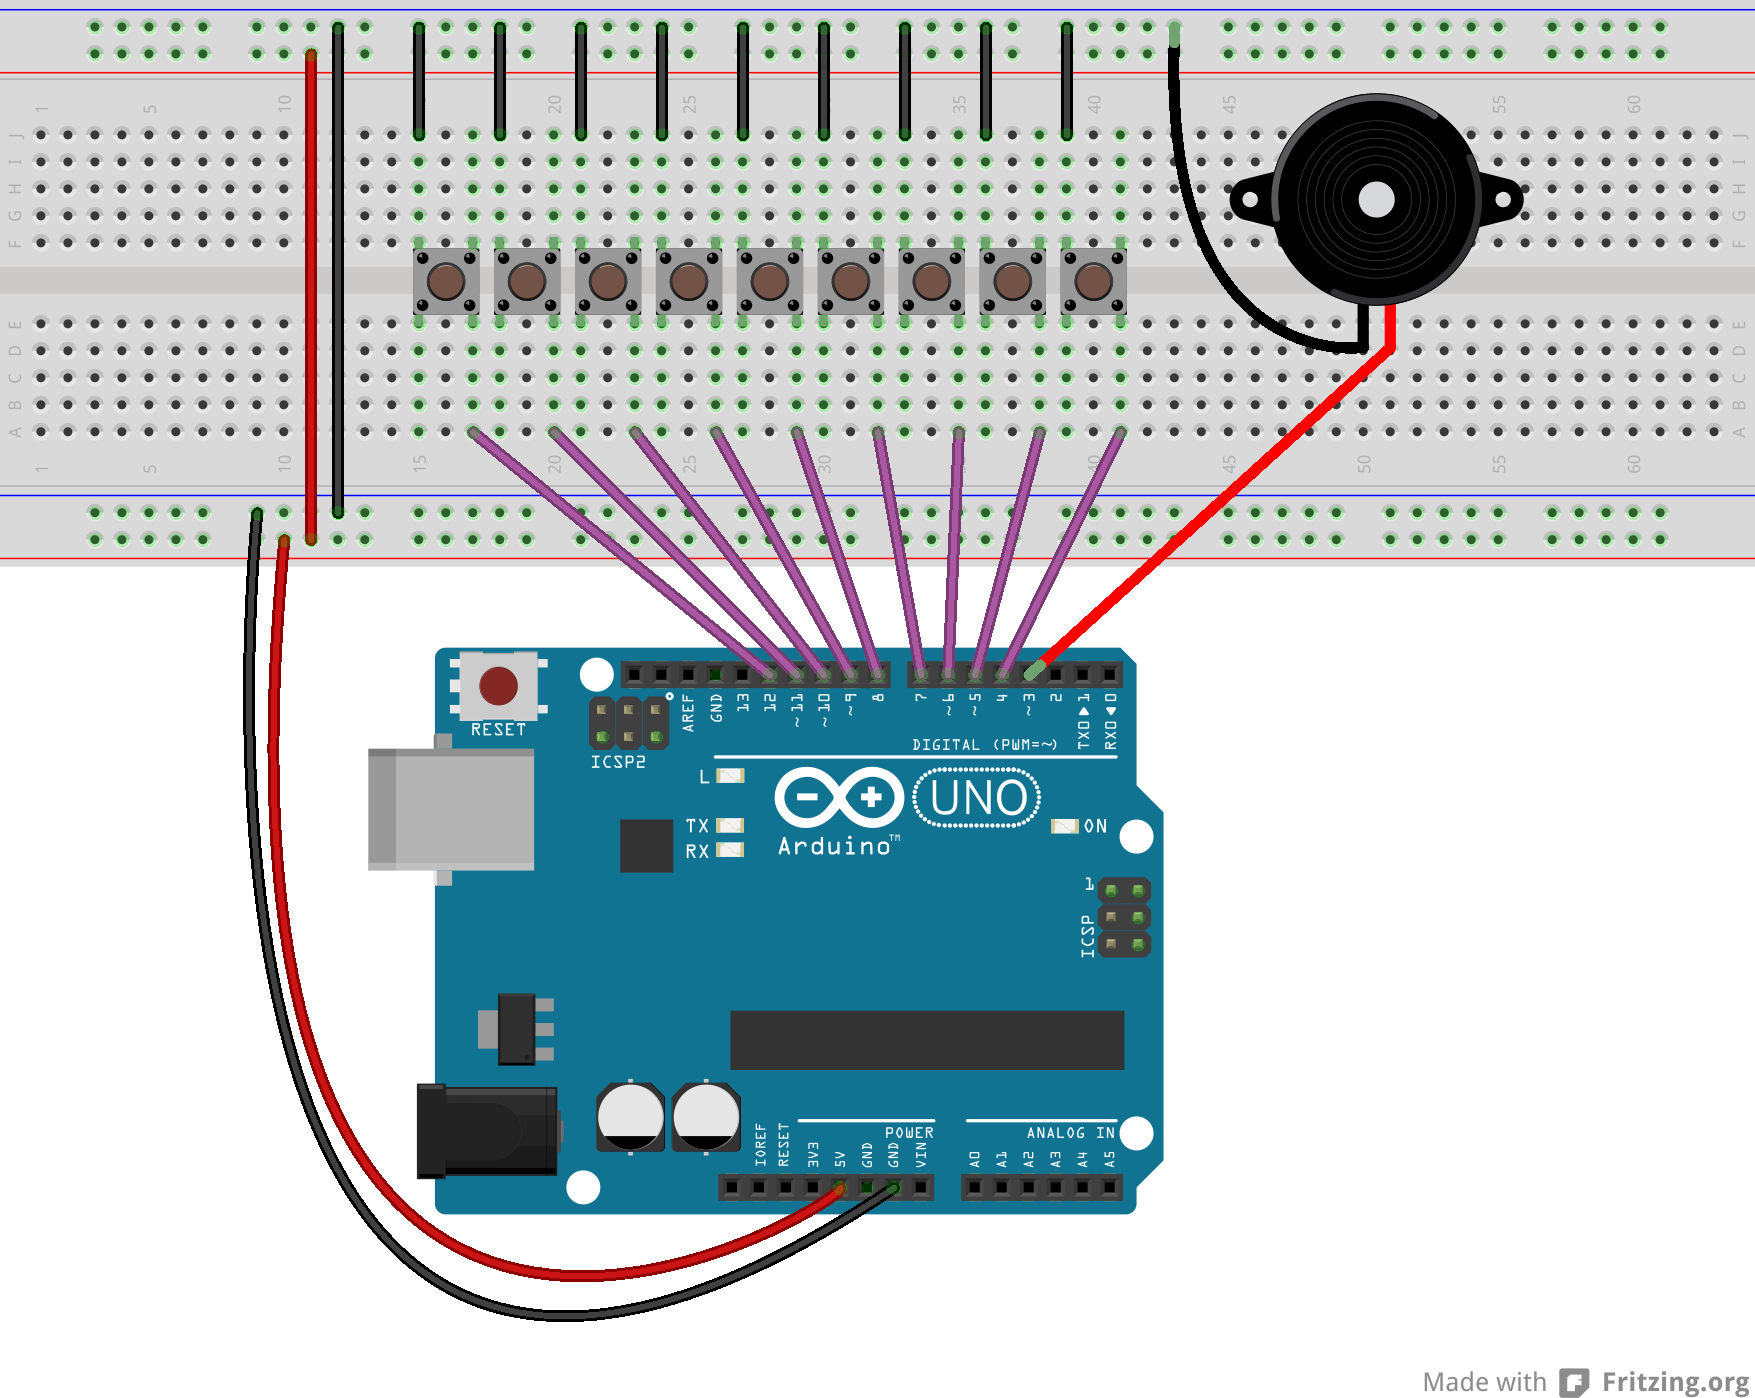 1 5 10 15 20 25 30 35 40 45 50 55 60
J J
I I
H H
G G
F F
E E
D D
C C
B B
A A
1 5 10 15 20 25 30 35 40 45 50 55 60
RESET
ICSP2
AREF
GND
13
12
~11
~10
~9
8
7
~6
~5
4
~3
2
TX0▶1
RX0◀0
DIGITAL (PWM=~)
L
TX
RX
Arduino™
UNO
ON
1
ICSP
IOREF
RESET
3V3
5V
GND
GND
VIN
POWER
ANALOG IN
A0
A1
A2
A3
A4
A5
Made with Fritzing.org